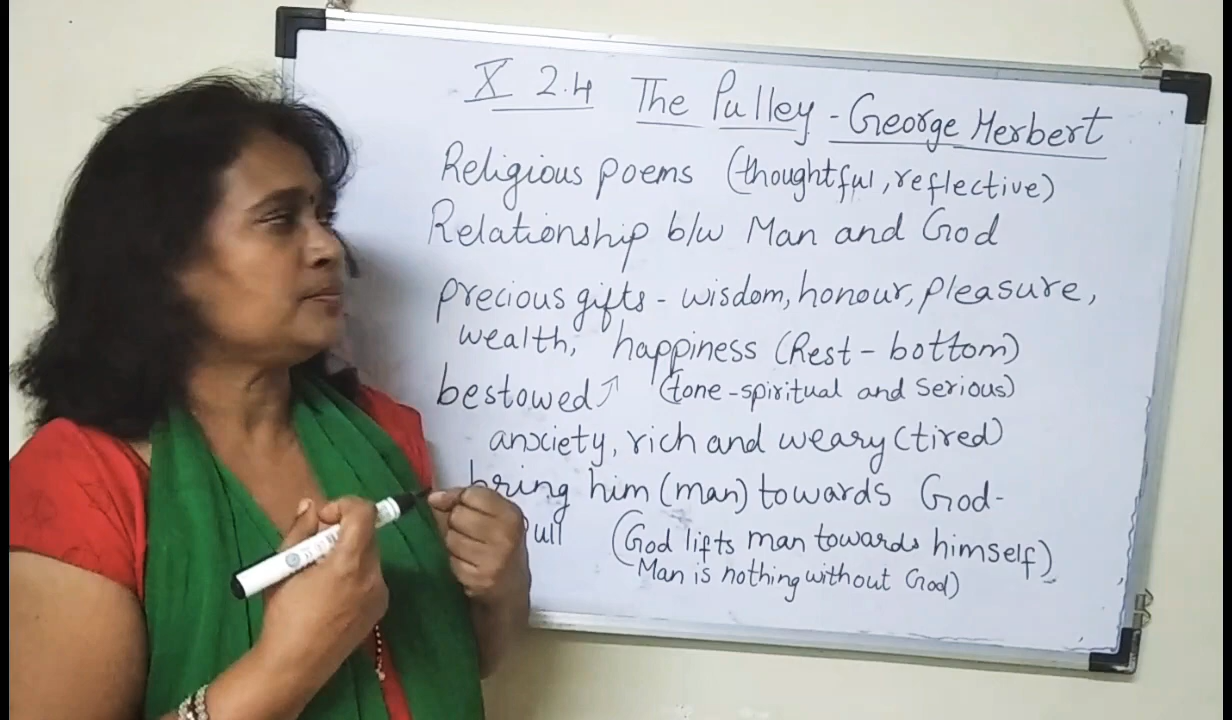 X 2.4 The Pulley - George Herbert
Religious poems (thoughtful, reflective)
Relationship b/w Man and God
precious gifts - wisdom, honour, pleasure,
wealth, happiness (Rest - bottom)
bestowed↑ (tone - spiritual and serious)
anxiety, rich and weary (tired)
bring him (man) towards God -
ull (God lifts man towards himself)
Man is nothing without God)